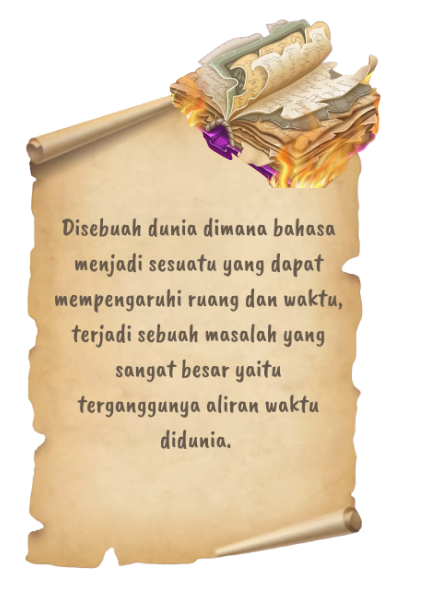 Disebuah dunia dimana bahasa
menjadi sesuatu yang dapat
mempengaruhi ruang dan waktu,
terjadi sebuah masalah yang
sangat besar yaitu
terganggunya aliran waktu
didunia.